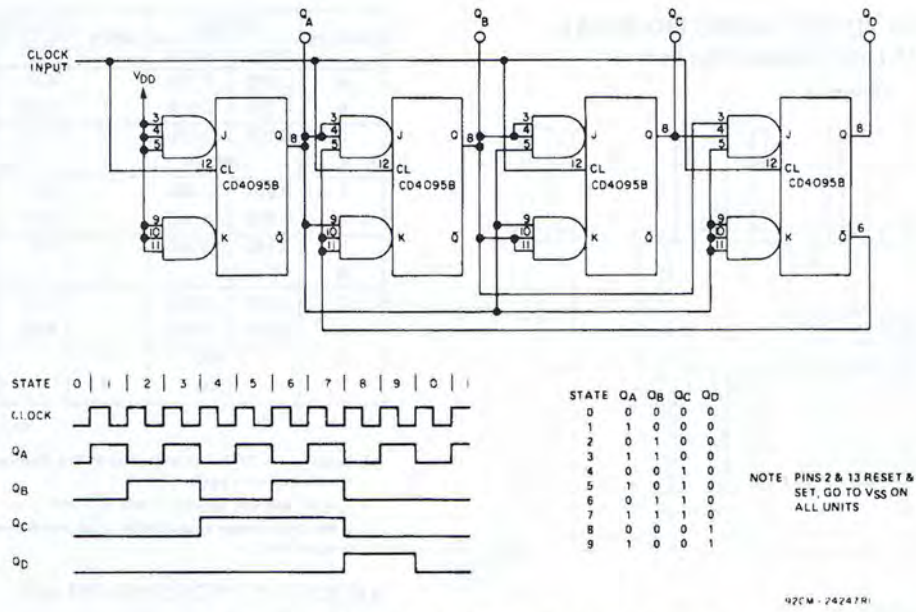 QA QB QC QD
CLOCK INPUT
VDD
3 4 5 J Q 8 3 4 5 J Q 8 3 4 5 J Q 8 3 4 5 J Q 8
12 CL 12 CL 12 CL 12 CL
CD4095B CD4095B CD4095B CD4095B
9 10 11 K Q̄ 9 10 11 K Q̄ 9 10 11 K Q̄ 9 10 11 K Q̄ 6
STATE 0 | 1 | 2 | 3 | 4 | 5 | 6 | 7 | 8 | 9 | 0 | 1
CLOCK
QA
QB
QC
QD
STATE QA QB QC QD
0 0 0 0 0
1 1 0 0 0
2 0 1 0 0
3 1 1 0 0
4 0 0 1 0
5 1 0 1 0
6 0 1 1 0
7 1 1 1 0
8 0 0 0 1
9 1 0 0 1
NOTE: PINS 2 & 13 RESET &
SET, GO TO VSS ON
ALL UNITS
92CM-24247RI